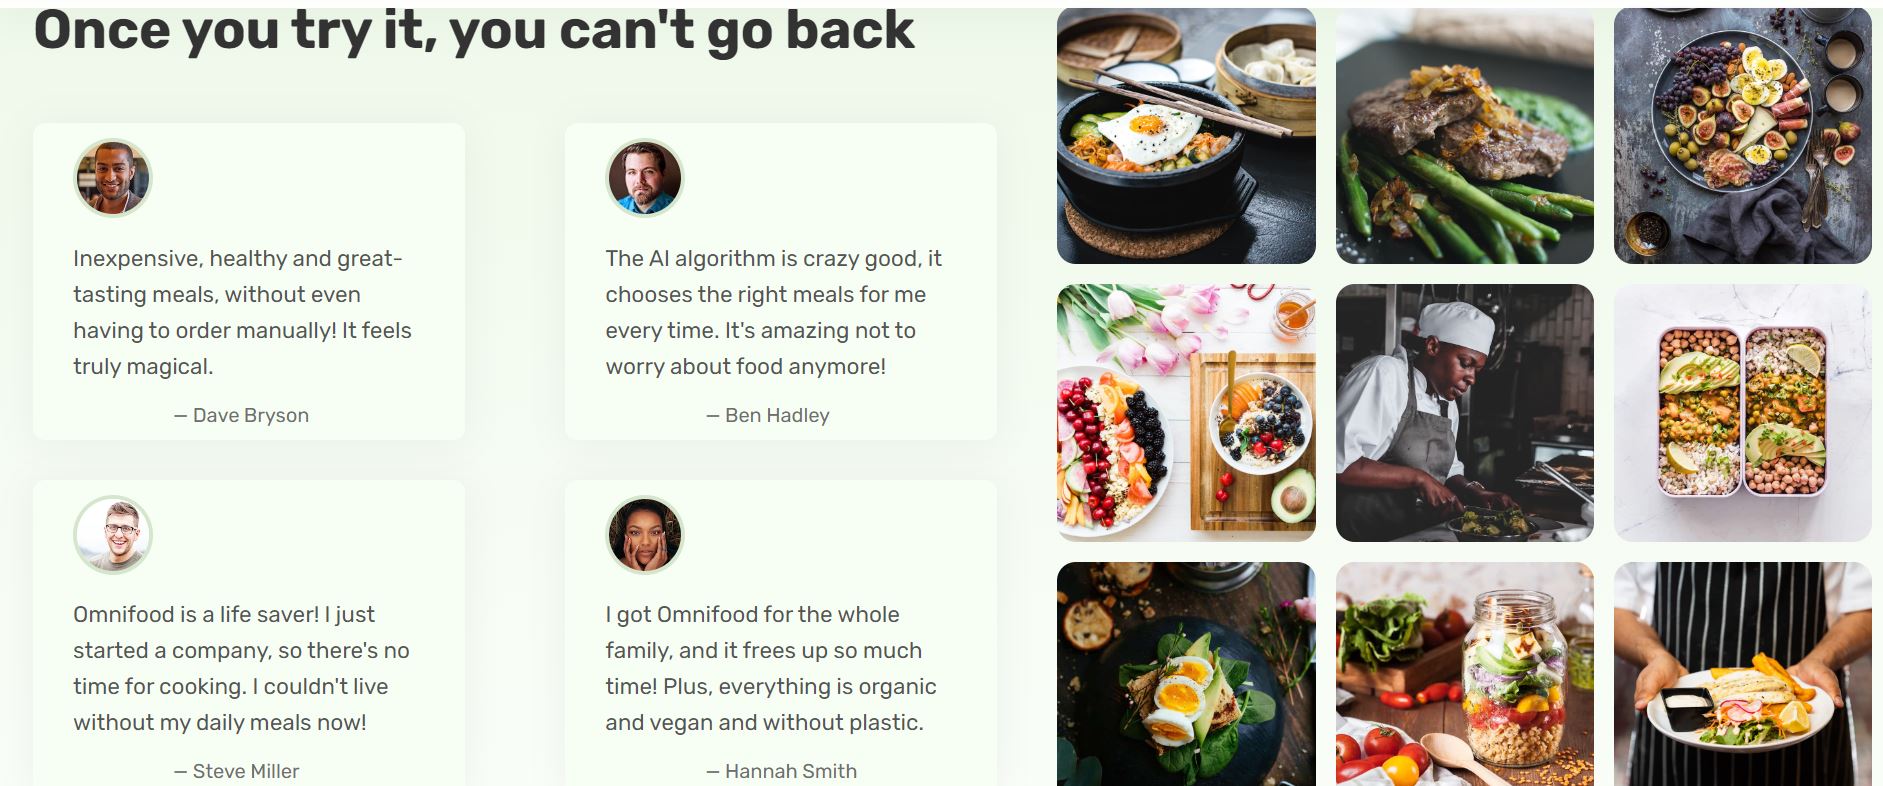 Once you try it, you can't go back
Inexpensive, healthy and great-
tasting meals, without even
having to order manually! It feels
truly magical.
— Dave Bryson
The AI algorithm is crazy good, it
chooses the right meals for me
every time. It's amazing not to
worry about food anymore!
— Ben Hadley
Omnifood is a life saver! I just
started a company, so there's no
time for cooking. I couldn't live
without my daily meals now!
— Steve Miller
I got Omnifood for the whole
family, and it frees up so much
time! Plus, everything is organic
and vegan and without plastic.
— Hannah Smith